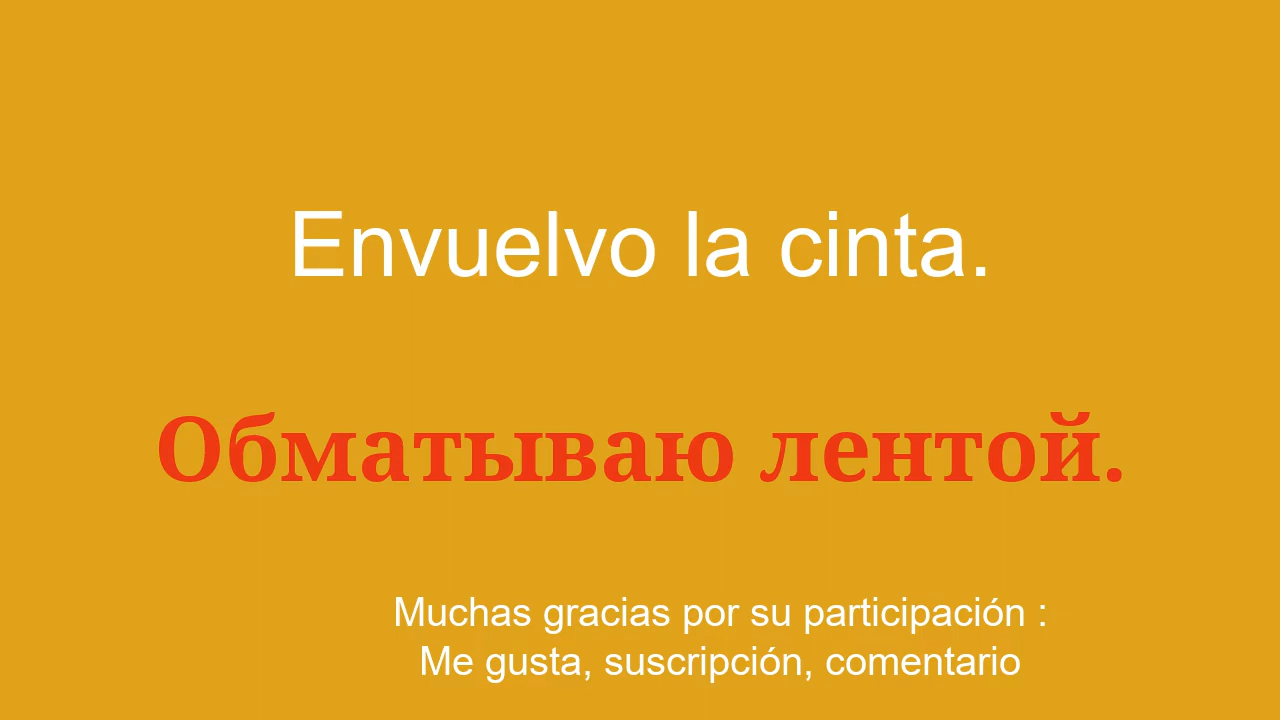 Envuelvo la cinta.
Обматываю лентой.
Muchas gracias por su participación :
Me gusta, suscripción, comentario